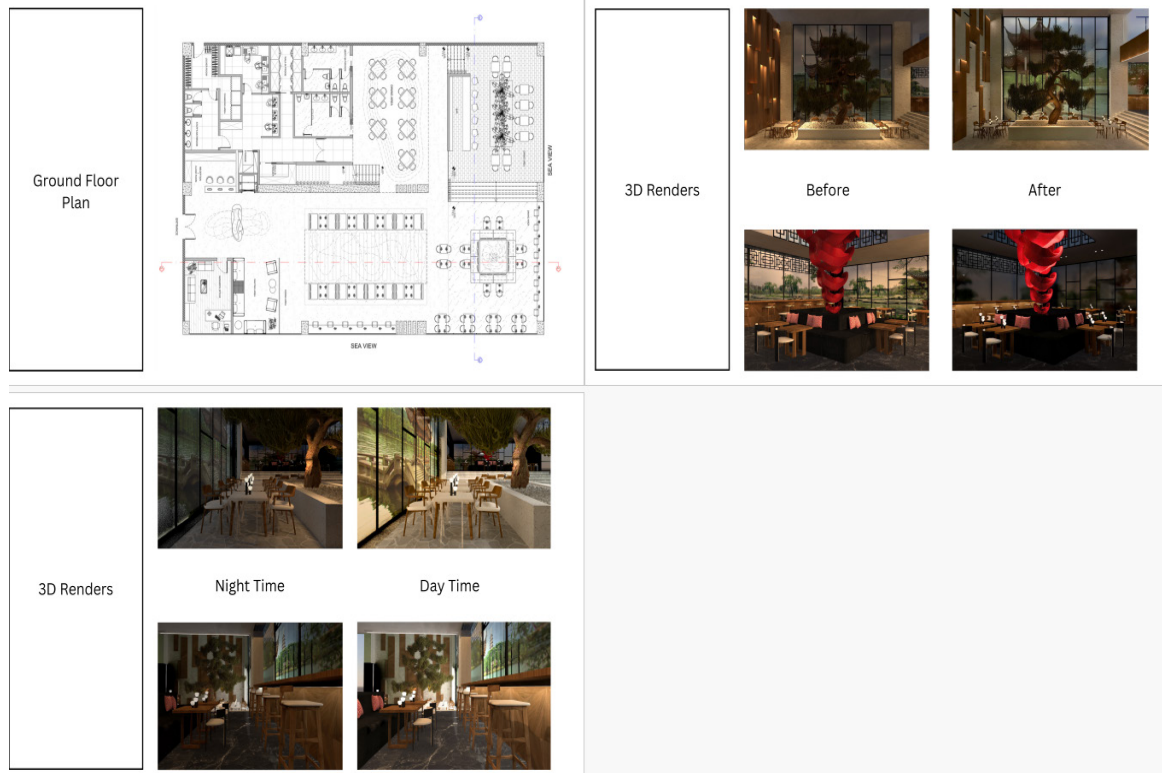 Ground Floor
Plan
SEA VIEW
SEA VIEW
3D Renders
Before
After
3D Renders
Night Time
Day Time